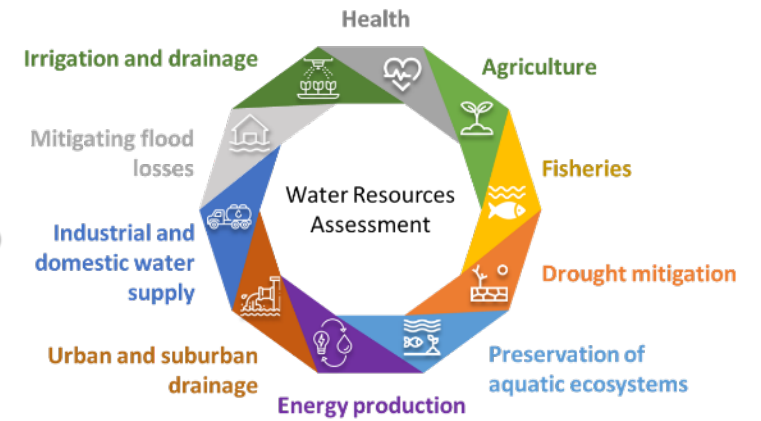 Health
Irrigation and drainage
Agriculture
Mitigating flood
losses
Fisheries
Water Resources
Assessment
Industrial and
domestic water
supply
Drought mitigation
Urban and suburban
drainage
Preservation of
aquatic ecosystems
Energy production